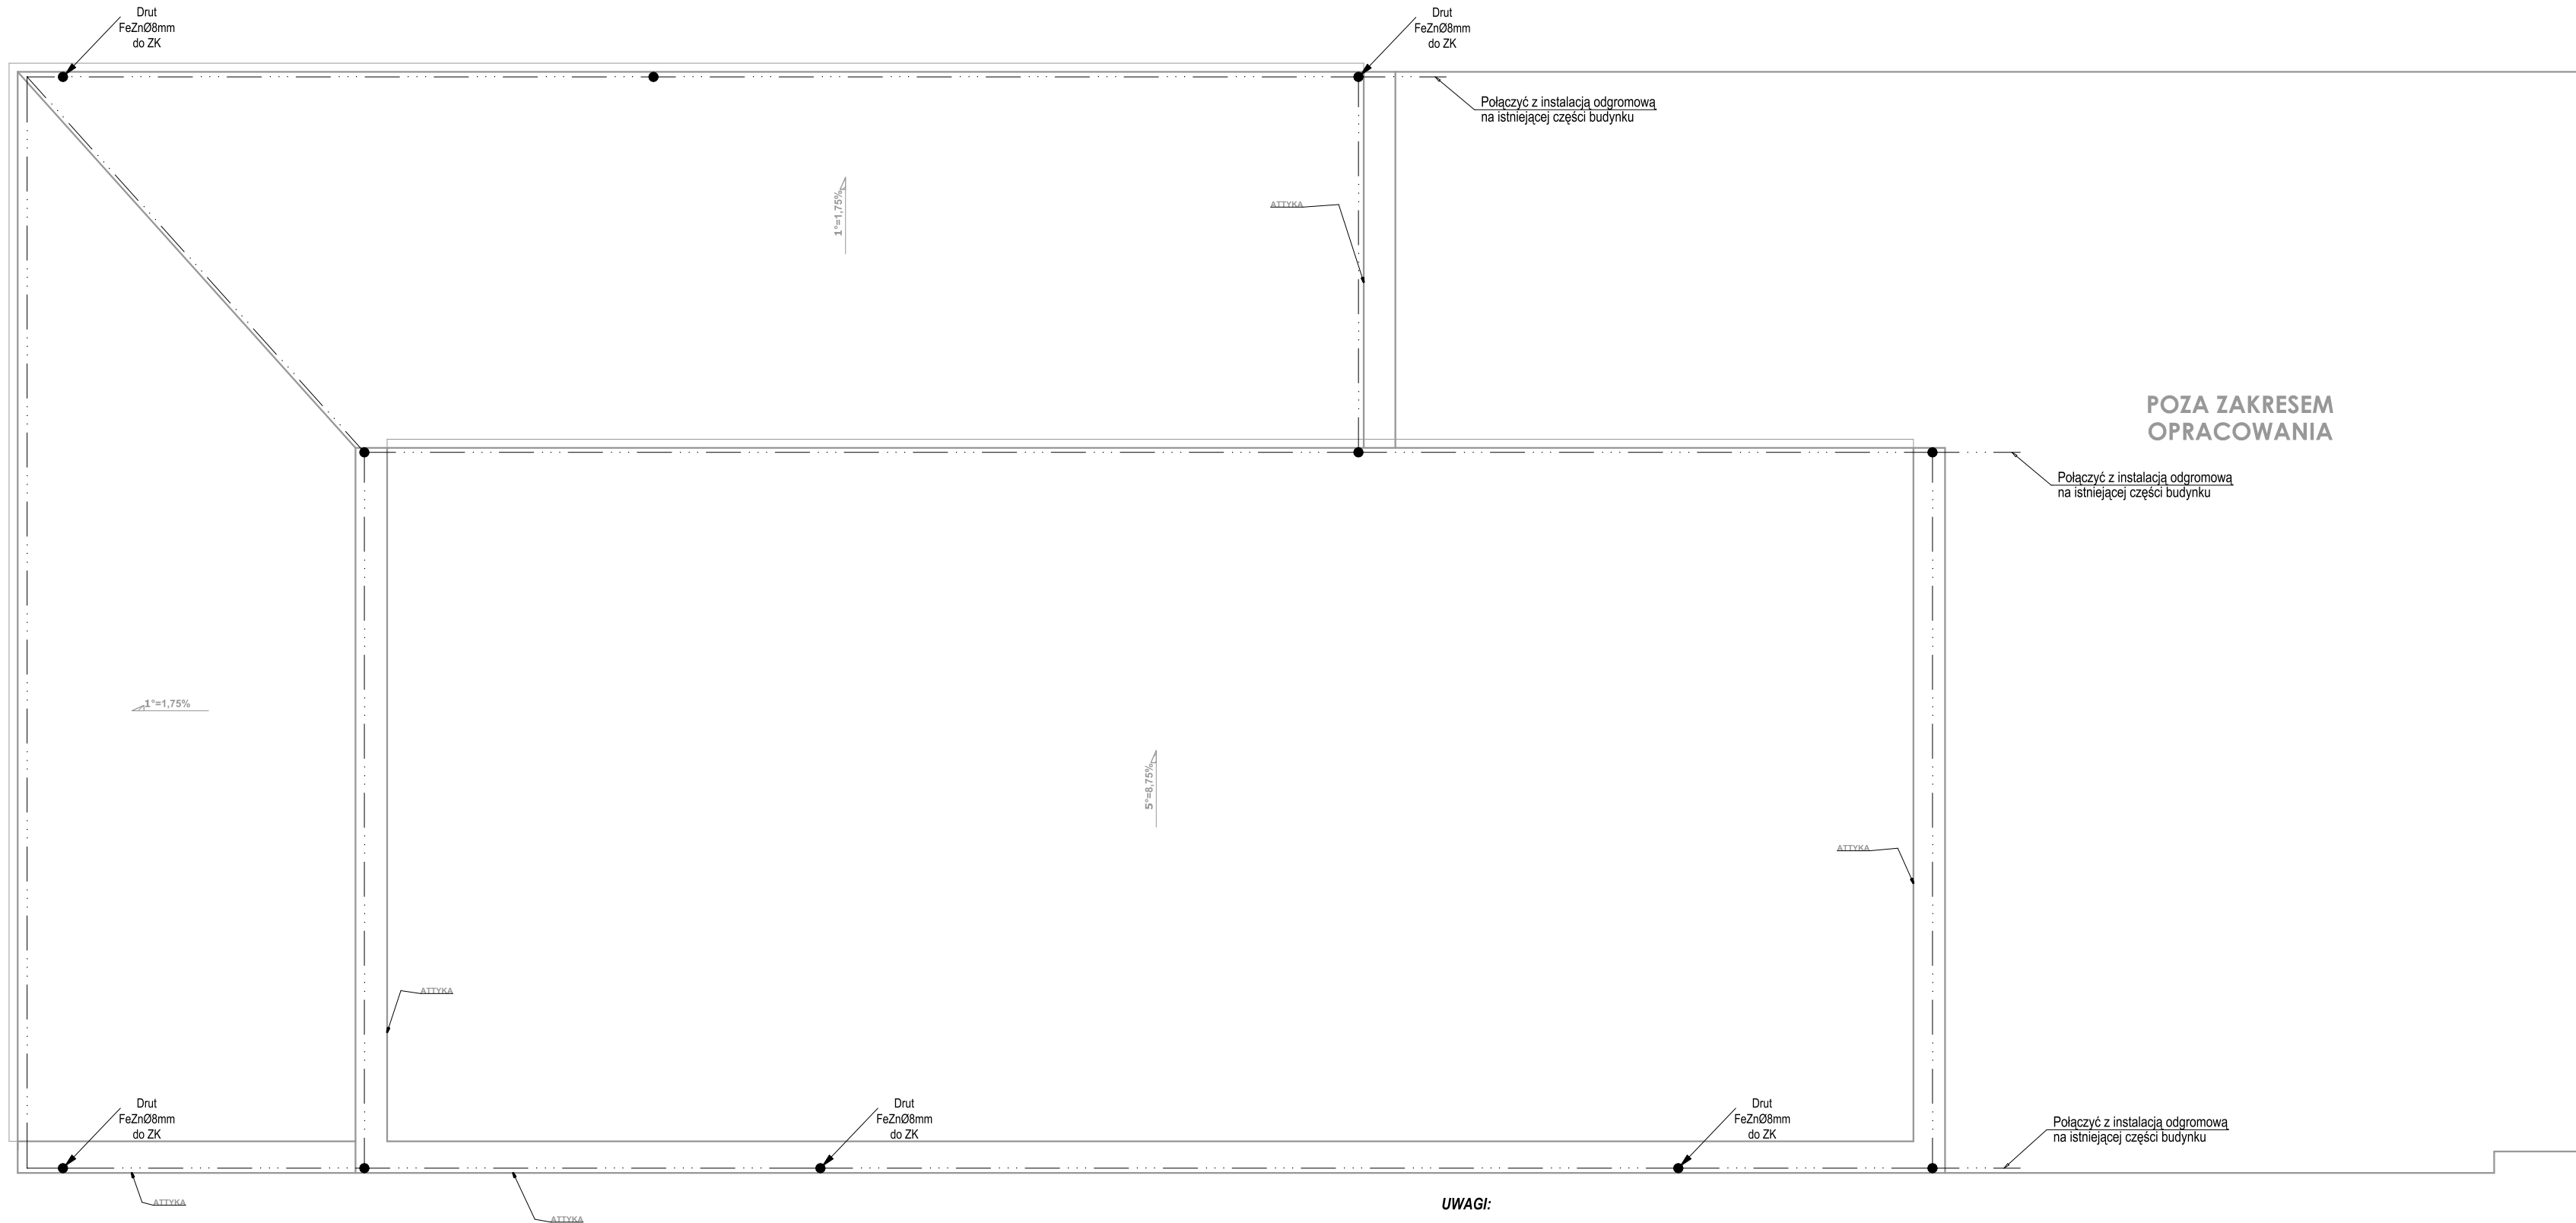 Drut
FeZnØ8mm
do ZK
Drut
FeZnØ8mm
do ZK
Połączyć z instalacją odgromową
na istniejącej części budynku
1°=1,75%
ATTYKA
POZA ZAKRESEM
OPRACOWANIA
Połączyć z instalacją odgromową
na istniejącej części budynku
1°=1,75%
5°=8,75%
ATTYKA
ATTYKA
Drut
FeZnØ8mm
do ZK
Drut
FeZnØ8mm
do ZK
Drut
FeZnØ8mm
do ZK
Połączyć z instalacją odgromową
na istniejącej części budynku
ATTYKA
ATTYKA
UWAGI: